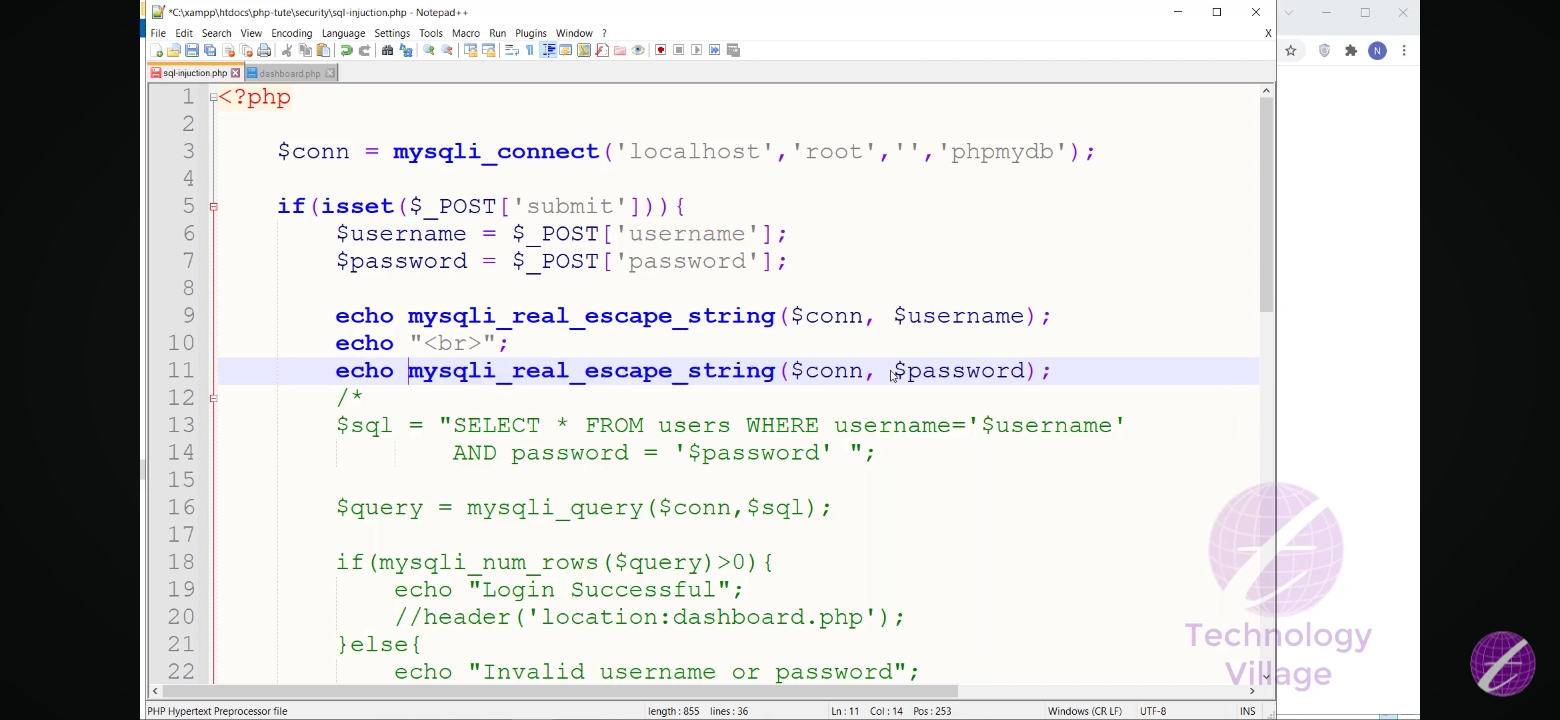 *C:\xampp\htdocs\php-tute\security\sql-injuction.php - Notepad++
File Edit Search View Encoding Language Settings Tools Macro Run Plugins Window ? X
sql-injuction.php dashboard.php
N
1 <?php
2
3 $conn = mysqli_connect('localhost','root','','phpmydb');
4
5 if(isset($_POST['submit'])){
6 $username = $_POST['username'];
7 $password = $_POST['password'];
8
9 echo mysqli_real_escape_string($conn, $username);
10 echo "<br>";
11 echo mysqli_real_escape_string($conn, $password);
12 /*
13 $sql = "SELECT * FROM users WHERE username='$username'
14 AND password = '$password' ";
15
16 $query = mysqli_query($conn,$sql);
17
18 if(mysqli_num_rows($query)>0){
19 echo "Login Successful";
20 //header('location:dashboard.php');
21 }else{
22 echo "Invalid username or password";
Technology
Village
PHP Hypertext Preprocessor file length : 855 lines : 36 Ln : 11 Col : 14 Pos : 253 Windows (CR LF) UTF-8 INS